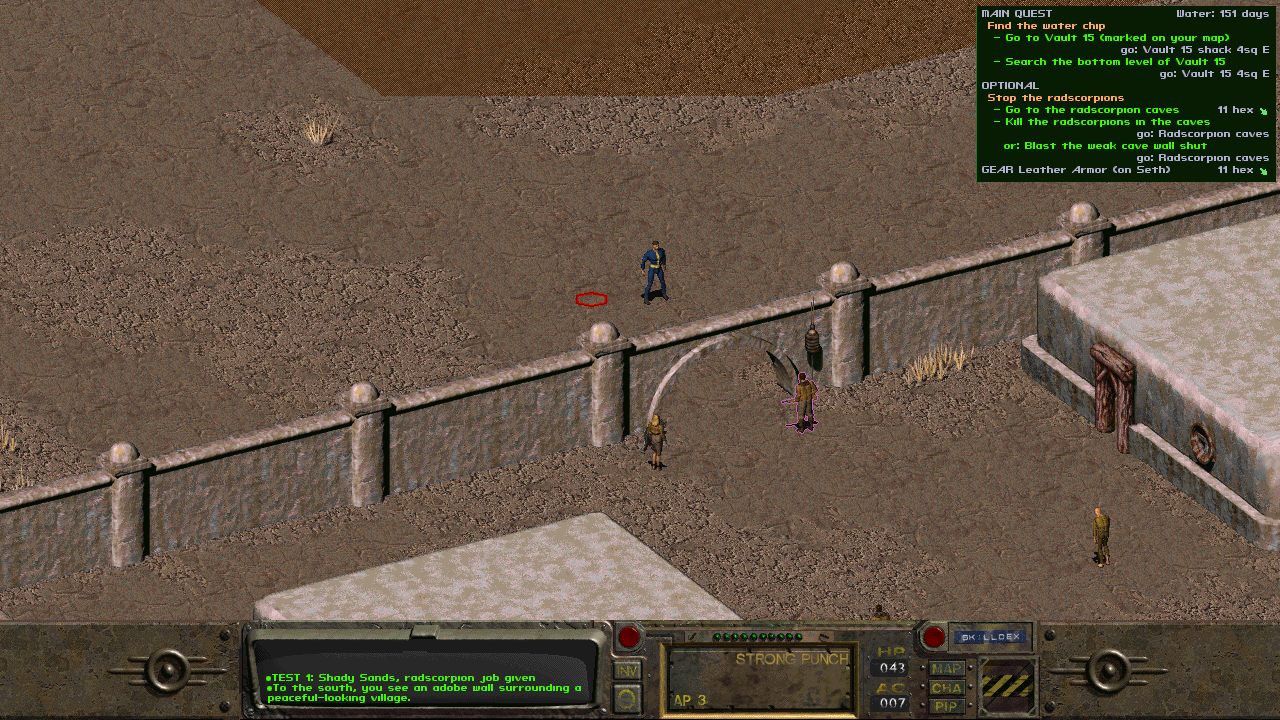 MAIN QUEST Water: 151 days
Find the water chip
- Go to Vault 15 (marked on your map)
go: Vault 15 shack 4sq E
- Search the bottom level of Vault 15
go: Vault 15 4sq E
OPTIONAL
Stop the radscorpions
- Go to the radscorpion caves 11 hex
- Kill the radscorpions in the caves
go: Radscorpion caves
or: Blast the weak cave wall shut
go: Radscorpion caves
GEAR Leather Armor (on Seth) 11 hex
•TEST 1: Shady Sands, radscorpion job given
•To the south, you see an adobe wall surrounding a
peaceful-looking village.
INV
STRONG PUNCH
AP 3
HP
043
AC
007
SKILLDEX
MAP
CHA
PIP